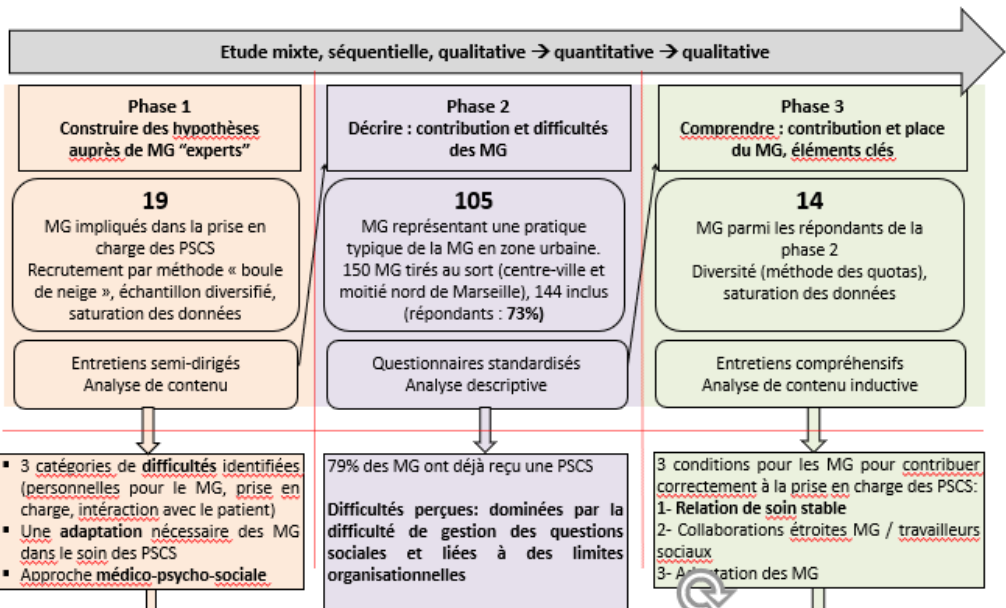 Etude mixte, séquentielle, qualitative → quantitative → qualitative
Phase 1
Construire des hypothèses
auprès de MG “experts”
19
MG impliqués dans la prise en
charge des PSCS
Recrutement par méthode « boule
de neige », échantillon diversifié,
saturation des données
Entretiens semi-dirigés
Analyse de contenu
▪ 3 catégories de difficultés identifiées
(personnelles pour le MG, prise en
charge, intéraction avec le patient)
▪ Une adaptation nécessaire des MG
dans le soin des PSCS
▪ Approche médico-psycho-sociale
Phase 2
Décrire : contribution et difficultés
des MG
105
MG représentant une pratique
typique de la MG en zone urbaine.
150 MG tirés au sort (centre-ville et
moitié nord de Marseille), 144 inclus
(répondants : 73%)
Questionnaires standardisés
Analyse descriptive
79% des MG ont déjà reçu une PSCS
Difficultés perçues: dominées par la
difficulté de gestion des questions
sociales et liées à des limites
organisationnelles
Phase 3
Comprendre : contribution et place
du MG, éléments clés
14
MG parmi les répondants de la
phase 2
Diversité (méthode des quotas),
saturation des données
Entretiens compréhensifs
Analyse de contenu inductive
3 conditions pour les MG pour contribuer
correctement à la prise en charge des PSCS:
1- Relation de soin stable
2- Collaborations étroites MG / travailleurs
sociaux
3- Adaptation des MG